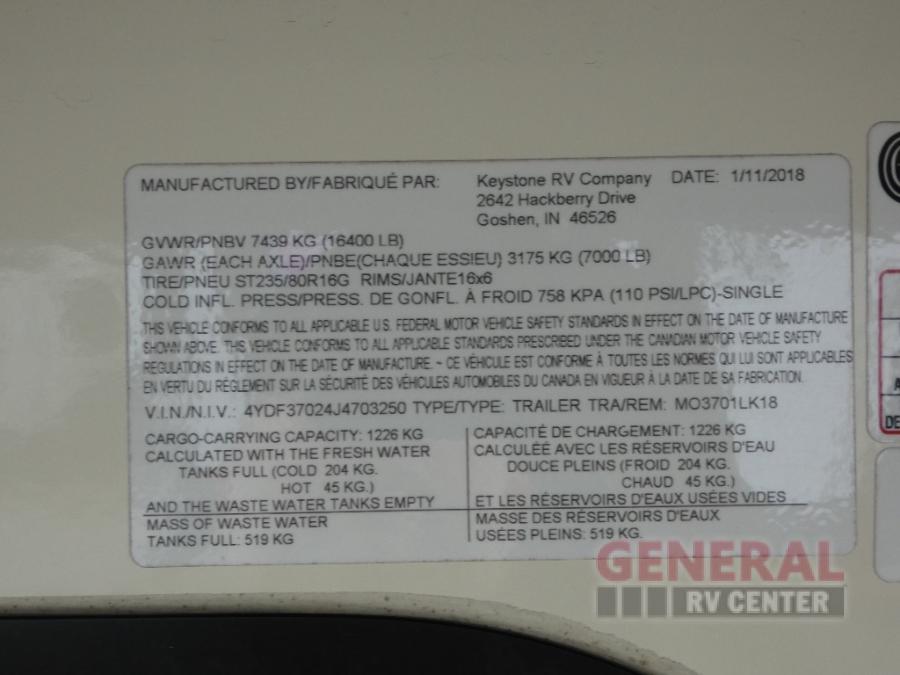 MANUFACTURED BY/FABRIQUÉ PAR: Keystone RV Company DATE: 1/11/2018
2642 Hackberry Drive
Goshen, IN 46526
GVWR/PNBV 7439 KG (16400 LB)
GAWR (EACH AXLE)/PNBE(CHAQUE ESSIEU) 3175 KG (7000 LB)
TIRE/PNEU ST235/80R16G RIMS/JANTE16x6
COLD INFL. PRESS/PRESS. DE GONFL. À FROID 758 KPA (110 PSI/LPC)-SINGLE
THIS VEHICLE CONFORMS TO ALL APPLICABLE U.S. FEDERAL MOTOR VEHICLE SAFETY STANDARDS IN EFFECT ON THE DATE OF MANUFACTURE
SHOWN ABOVE. THIS VEHICLE CONFORMS TO ALL APPLICABLE STANDARDS PRESCRIBED UNDER THE CANADIAN MOTOR VEHICLE SAFETY
REGULATIONS IN EFFECT ON THE DATE OF MANUFACTURE. ~ CE VÉHICULE EST CONFORME À TOUTES LES NORMES QUI LUI SONT APPLICABLES
EN VERTU DU RÉGLEMENT SUR LA SÉCURITÉ DES VÉHICULES AUTOMOBILES DU CANADA EN VIGUEUR À LA DATE DE SA FABRICATION.
V.I.N./N.I.V.: 4YDF37024J4703250 TYPE/TYPE: TRAILER TRA/REM: MO3701LK18
CARGO-CARRYING CAPACITY: 1226 KG
CALCULATED WITH THE FRESH WATER
TANKS FULL (COLD 204 KG.
HOT 45 KG.)
AND THE WASTE WATER TANKS EMPTY
MASS OF WASTE WATER
TANKS FULL: 519 KG
CAPACITÉ DE CHARGEMENT: 1226 KG
CALCULÉE AVEC LES RÉSERVOIRS D'EAU
DOUCE PLEINS (FROID 204 KG.
CHAUD 45 KG.)
ET LES RÉSERVOIRS D'EAUX USÉES VIDES
MASSE DES RÉSERVOIRS D'EAUX
USÉES PLEINS: 519 KG.
GENERAL
RV CENTER